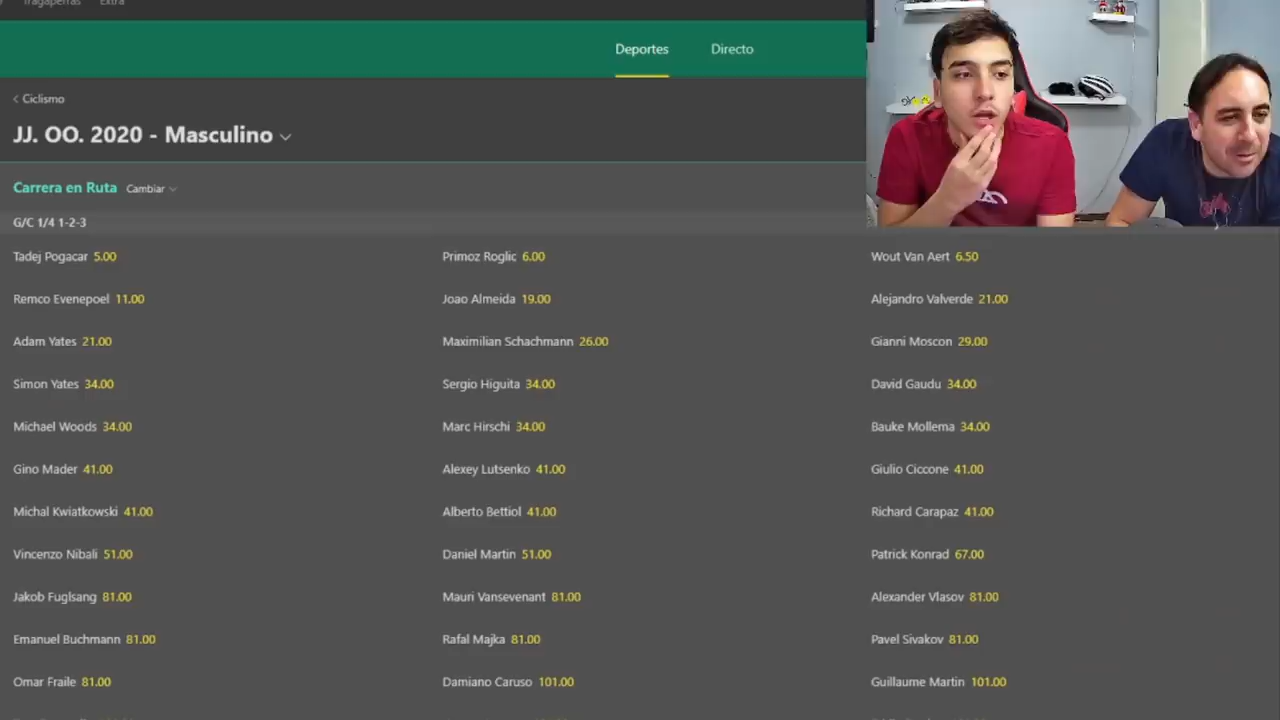 Tragaperras Extra
Deportes Directo
Ciclismo
JJ. OO. 2020 - Masculino
Carrera en Ruta Cambiar
G/C 1/4 1-2-3
Tadej Pogacar 5.00 Primoz Roglic 6.00 Wout Van Aert 6.50
Remco Evenepoel 11.00 Joao Almeida 19.00 Alejandro Valverde 21.00
Adam Yates 21.00 Maximilian Schachmann 26.00 Gianni Moscon 29.00
Simon Yates 34.00 Sergio Higuita 34.00 David Gaudu 34.00
Michael Woods 34.00 Marc Hirschi 34.00 Bauke Mollema 34.00
Gino Mader 41.00 Alexey Lutsenko 41.00 Giulio Ciccone 41.00
Michal Kwiatkowski 41.00 Alberto Bettiol 41.00 Richard Carapaz 41.00
Vincenzo Nibali 51.00 Daniel Martin 51.00 Patrick Konrad 67.00
Jakob Fuglsang 81.00 Mauri Vansevenant 81.00 Alexander Vlasov 81.00
Emanuel Buchmann 81.00 Rafal Majka 81.00 Pavel Sivakov 81.00
Omar Fraile 81.00 Damiano Caruso 101.00 Guillaume Martin 101.00